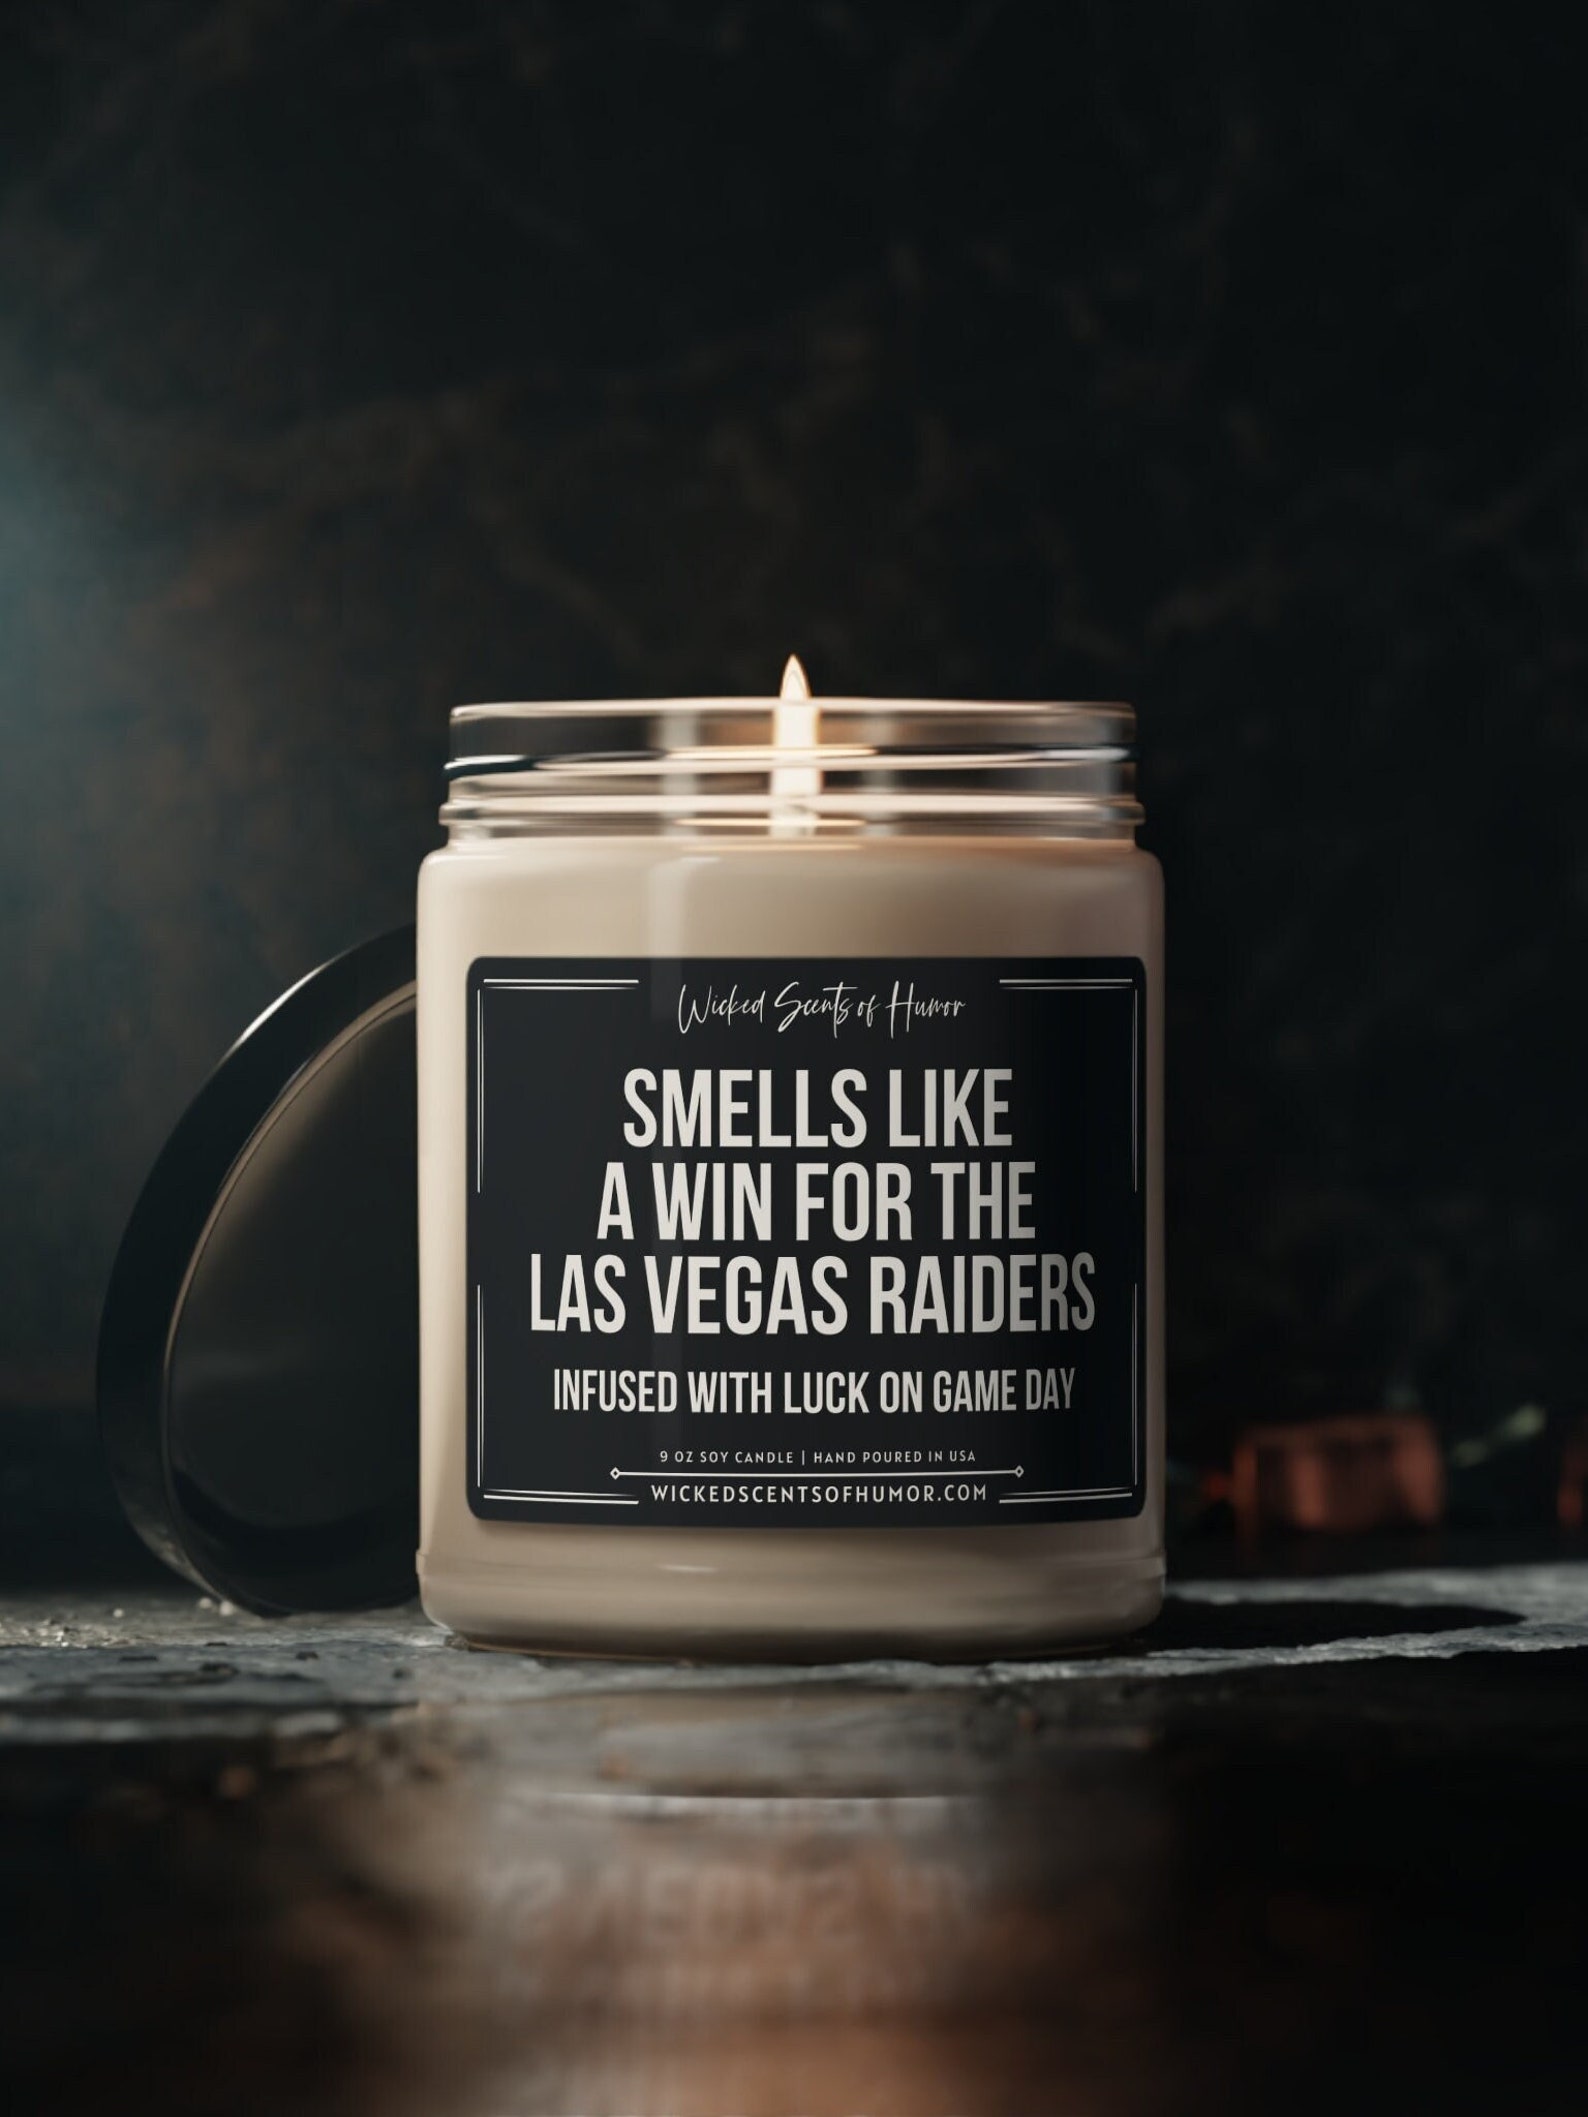 Wicked Scents of Humor
SMELLS LIKE
A WIN FOR THE
LAS VEGAS RAIDERS
INFUSED WITH LUCK ON GAME DAY
9 OZ SOY CANDLE | HAND POURED IN USA
WICKEDSCENTSOFHUMOR.COM